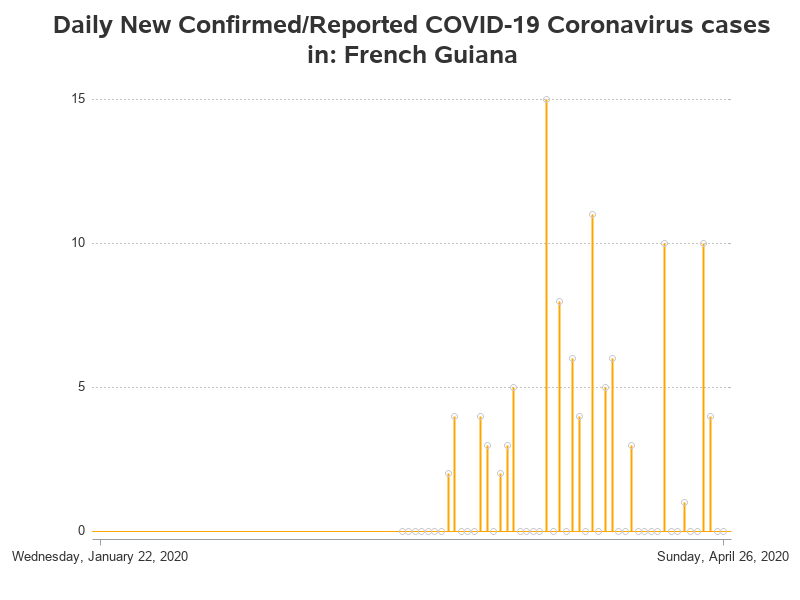 Daily New Confirmed/Reported COVID-19 Coronavirus cases
in: French Guiana
15
10
5
0
Wednesday, January 22, 2020
Sunday, April 26, 2020